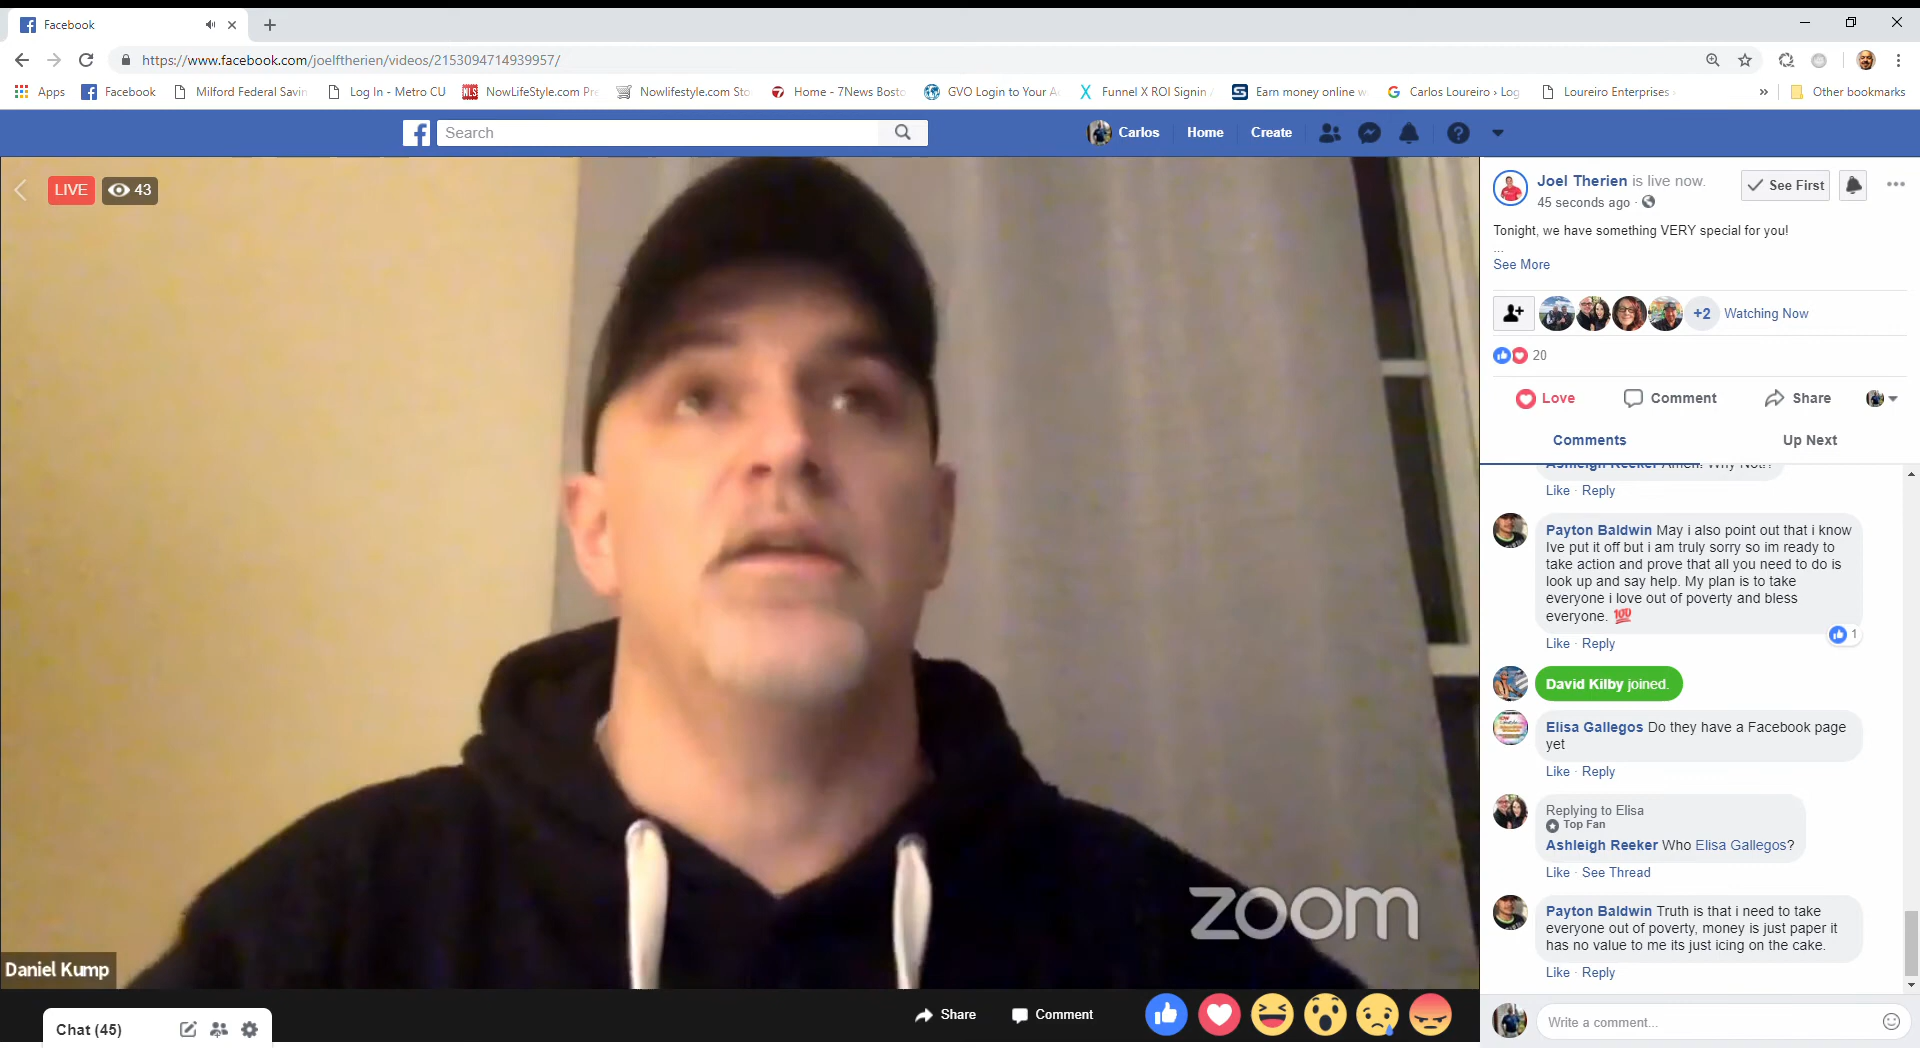 Facebook
https://www.facebook.com/joelftherien/videos/2153094714939957/
Apps
Facebook
Milford Federal Savin
Log In - Metro CU
NLS NowLifeStyle.com Pre
Nowlifestyle.com Sto
Home - 7News Bosto
GVO Login to Your A
X Funnel X ROI Signin
S Earn money online w
G Carlos Loureiro › Log
Loureiro Enterprises
» Other bookmarks
f Search
Carlos
Home
Create
LIVE 43
Joel Therien is live now.
45 seconds ago ·
See First
Tonight, we have something VERY special for you!
...
See More
+2 Watching Now
20
Love
Comment
Share
Comments
Up Next
Ashleigh Reeker Amen! Why Not!?
Like · Reply
Payton Baldwin May i also point out that i know
Ive put it off but i am truly sorry so im ready to
take action and prove that all you need to do is
look up and say help. My plan is to take
everyone i love out of poverty and bless
everyone. 💯
1
Like · Reply
David Kilby joined.
Elisa Gallegos Do they have a Facebook page
yet
Like · Reply
Replying to Elisa
Top Fan
Ashleigh Reeker Who Elisa Gallegos?
Like · See Thread
Payton Baldwin Truth is that i need to take
everyone out of poverty, money is just paper it
has no value to me its just icing on the cake.
Like · Reply
Write a comment...
zoom
Daniel Kump
Share
Comment
Chat (45)